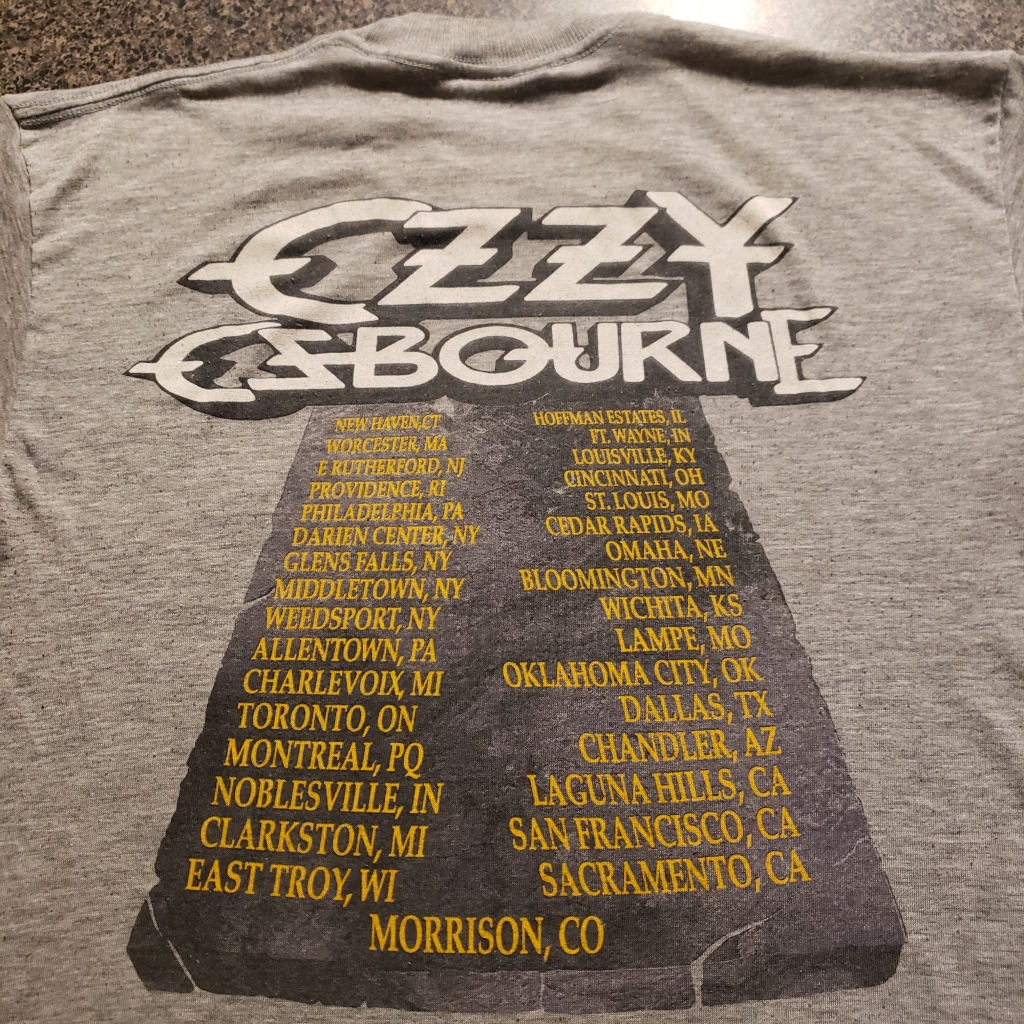 OZZY
OSBOURNE
NEW HAVEN,CT
WORCESTER, MA
E RUTHERFORD, NJ
PROVIDENCE, RI
PHILADELPHIA, PA
DARIEN CENTER, NY
GLENS FALLS, NY
MIDDLETOWN, NY
WEEDSPORT, NY
ALLENTOWN, PA
CHARLEVOIX, MI
TORONTO, ON
MONTREAL, PQ
NOBLESVILLE, IN
CLARKSTON, MI
EAST TROY, WI
HOFFMAN ESTATES, IL
FT. WAYNE, IN
LOUISVILLE, KY
CINCINNATI, OH
ST. LOUIS, MO
CEDAR RAPIDS, IA
OMAHA, NE
BLOOMINGTON, MN
WICHITA, KS
LAMPE, MO
OKLAHOMA CITY, OK
DALLAS, TX
CHANDLER, AZ
LAGUNA HILLS, CA
SAN FRANCISCO, CA
SACRAMENTO, CA
MORRISON, CO